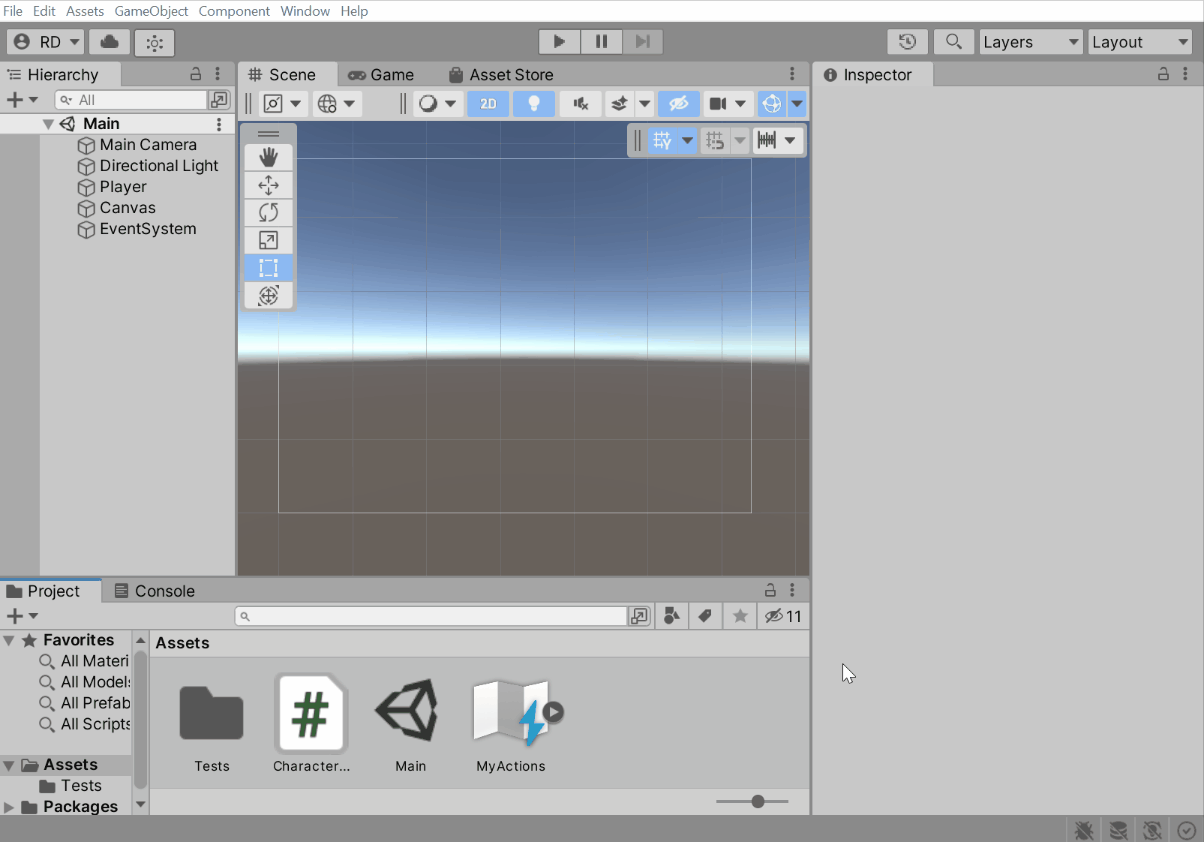 File Edit Assets GameObject Component Window Help
RD Layers Layout
Hierarchy Scene Game Asset Store Inspector
All 2D
Main
Main Camera
Directional Light
Player
Canvas
EventSystem
Project Console
11
Favorites Assets
All Materi
All Models
All Prefab
All Scripts
Tests Character... Main MyActions
Assets
Tests
Packages